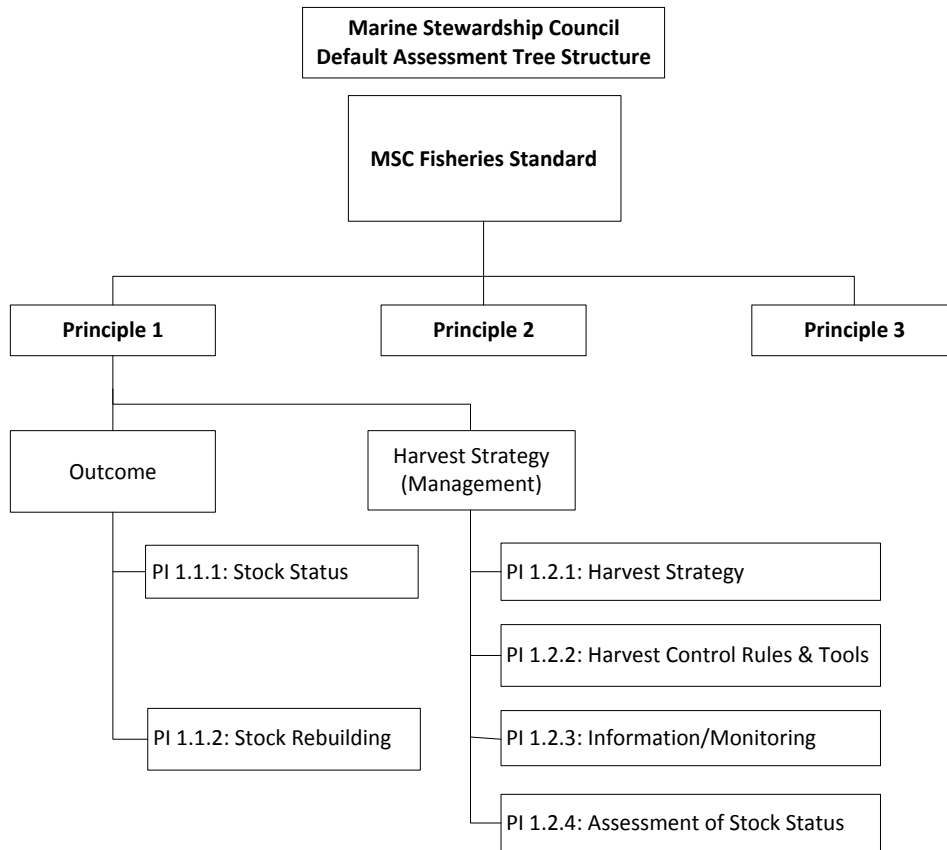 Marine Stewardship Council
Default Assessment Tree Structure
MSC Fisheries Standard
Principle 1
Principle 2
Principle 3
Outcome
Harvest Strategy
(Management)
PI 1.1.1: Stock Status
PI 1.2.1: Harvest Strategy
PI 1.2.2: Harvest Control Rules & Tools
PI 1.1.2: Stock Rebuilding
PI 1.2.3: Information/Monitoring
PI 1.2.4: Assessment of Stock Status